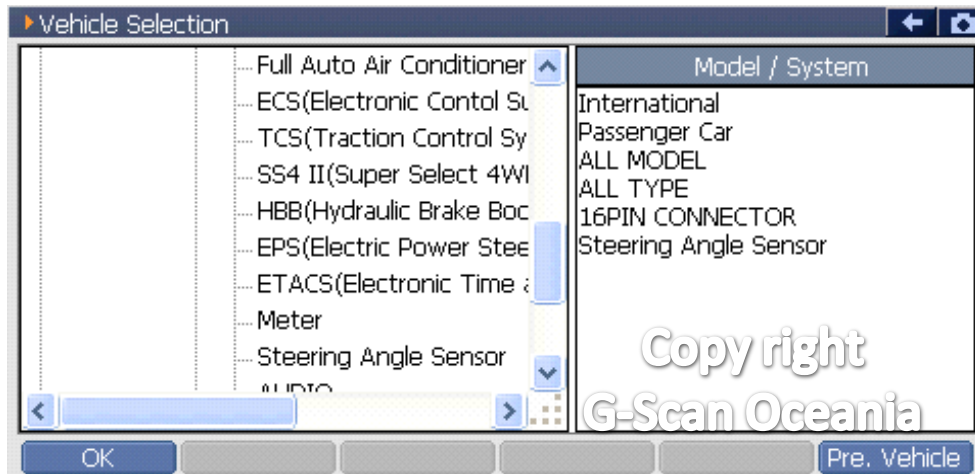 Vehicle Selection
Full Auto Air Conditioner
ECS(Electronic Contol Su
TCS(Traction Control Sy
SS4 II(Super Select 4W
HBB(Hydraulic Brake Boo
EPS(Electric Power Stee
ETACS(Electronic Time a
Meter
Steering Angle Sensor
AUDIO
Model / System
International
Passenger Car
ALL MODEL
ALL TYPE
16PIN CONNECTOR
Steering Angle Sensor
Copy right
G-Scan Oceania
OK
Pre. Vehicle